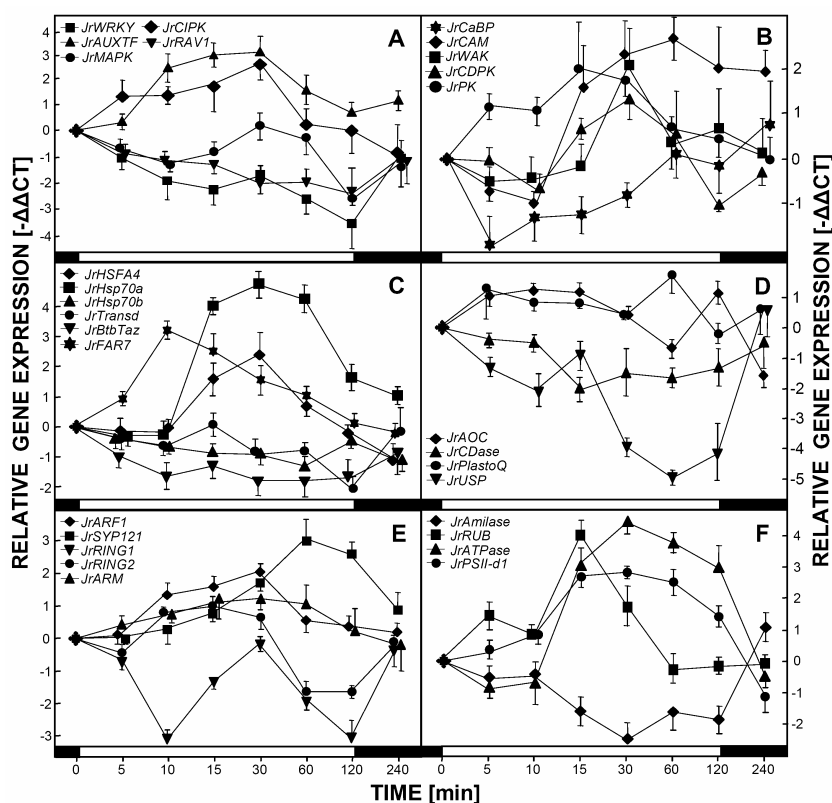 RELATIVE GENE EXPRESSION [-ΔΔCT]
A
JrWRKY JrCIPK
JrAUXTF JrRAV1
JrMAPK
4
3
2
1
0
-1
-2
-3
-4
B
JrCaBP
JrCAM
JrWAK
JrCDPK
JrPK
2
1
0
-1
C
JrHSFA4
JrHsp70a
JrHsp70b
JrTransd
JrBtbTaz
JrFAR7
4
3
2
1
0
-1
-2
D
JrAOC
JrCDase
JrPlastoQ
JrUSP
1
0
-1
-2
-3
-4
-5
E
JrARF1
JrSYP121
JrRING1
JrRING2
JrARM
3
2
1
0
-1
-2
-3
F
JrAmilase
JrRUB
JrATPase
JrPSII-d1
4
3
2
1
0
-1
-2
RELATIVE GENE EXPRESSION [-ΔΔCT]
0 5 10 15 30 60 120 240 0 5 10 15 30 60 120 240
TIME [min]